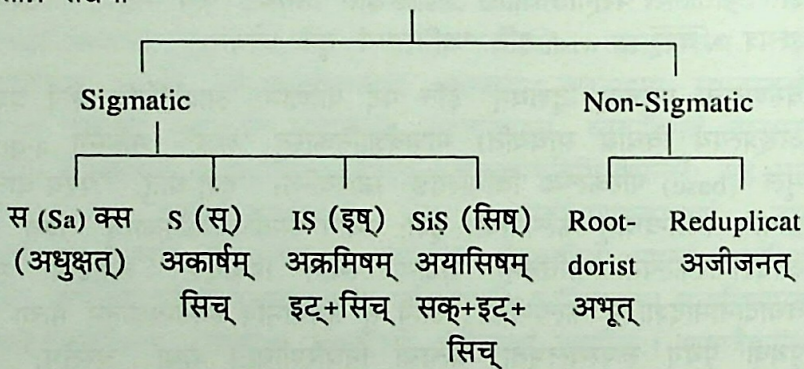 Sigmatic Non-Sigmatic
स (Sa) क्स S (स्) IṢ (इष्) SiṢ (सिष्) Root- Reduplicat
(अधुक्षत्) अकार्षम् अक्रमिषम् अयासिषम् dorist अजीजनत्
सिच् इट्+सिच् सक्+इट्+ अभूत्
सिच्